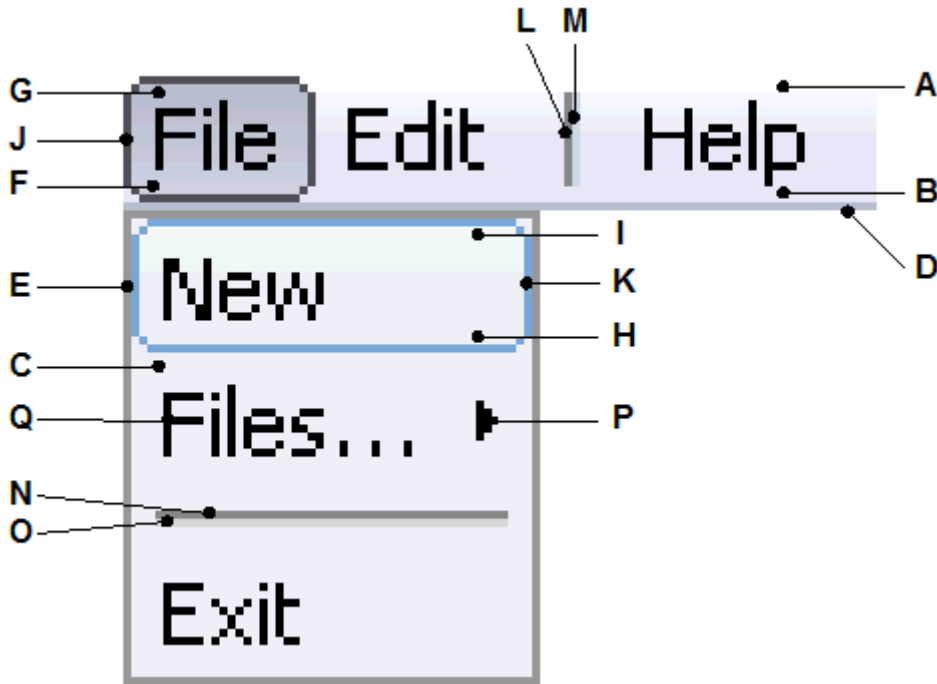 L M
G File Edit Help A
J
F B
I D
E New K
H
C
Q Files... P
N
O
Exit